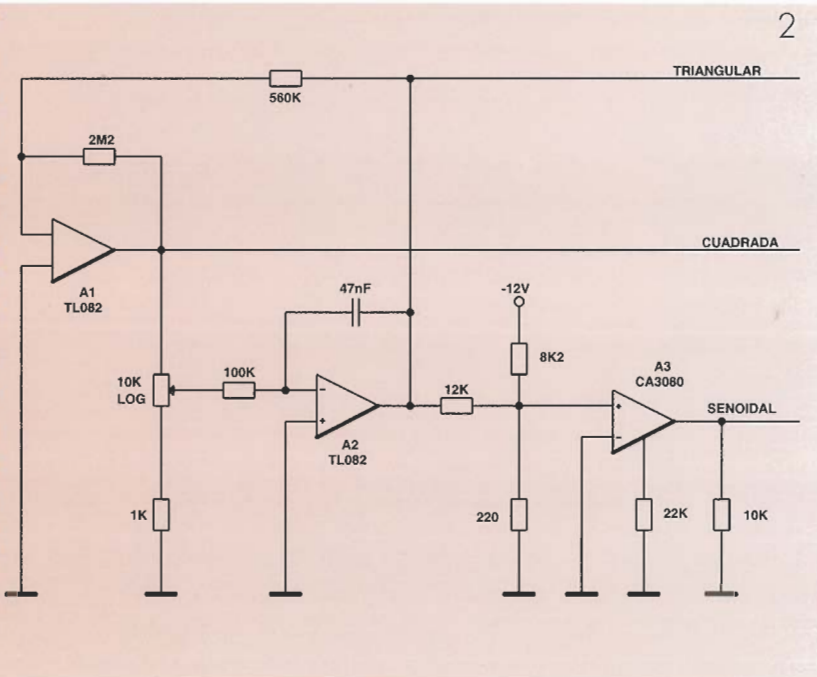 2
TRIANGULAR
560K
2M2
CUADRADA
A1
TL082
47nF
-12V
8K2
A3
CA3080
10K
LOG
100K
12K
SENOIDAL
-
+
+
-
A2
TL082
1K
220
22K
10K